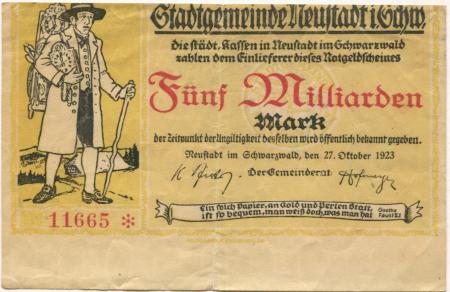 Stadtgemeinde Neustadt i. Schw.
Die städt. Kassen in Neustadt im Schwarzwald
zahlen dem Einlieferer dieses Notgeldscheines
Fünf Milliarden
Mark
der Zeitpunkt der Ungiltigkeit desselben wird öffentlich bekannt gegeben.
Neustadt im Schwarzwald, den 27. Oktober 1923
Der Gemeinderat:
11665 *
Ein solch Papier, an Gold und Perlen Statt,
ist so bequem, man weiß doch, was man hat
Goethe
Faust II.1